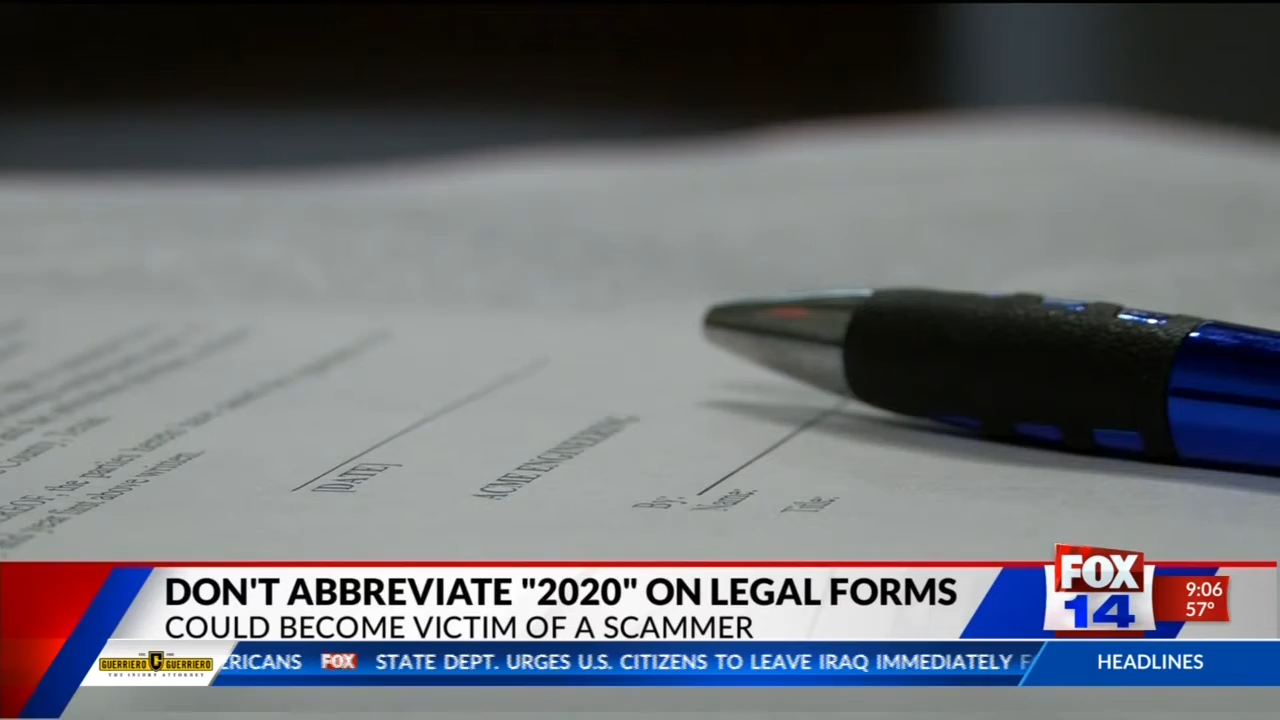 [DATE]
ACME ENGINEERING,
By:
Name:
Title:
DON'T ABBREVIATE "2020" ON LEGAL FORMS
COULD BECOME VICTIM OF A SCAMMER
FOX
14
9:06
57°
GUERRIERO C GUERRIERO
THE INJURY ATTORNEY
ERICANS FOX STATE DEPT. URGES U.S. CITIZENS TO LEAVE IRAQ IMMEDIATELY
HEADLINES